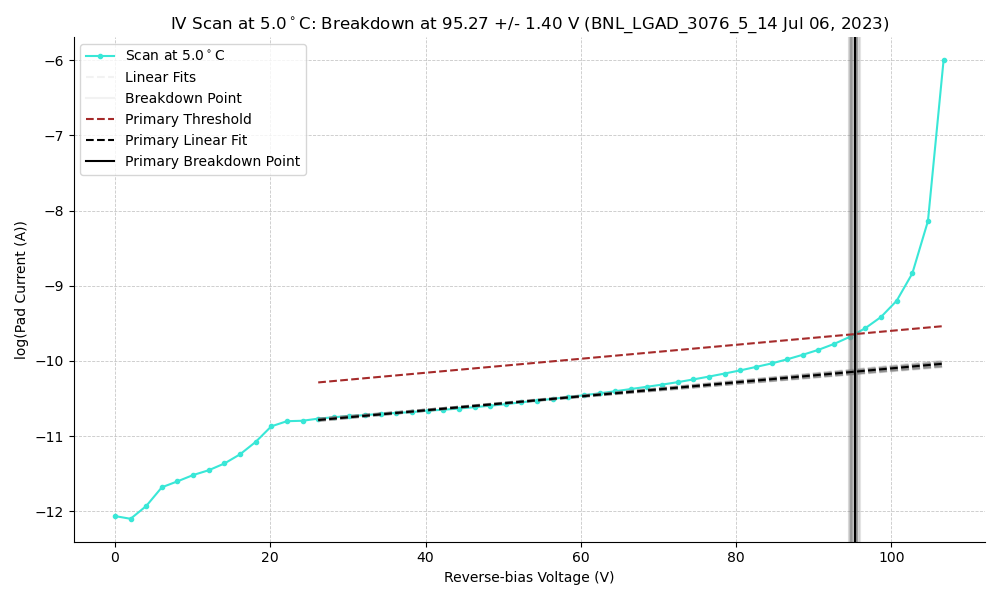 IV Scan at 5.0°C: Breakdown at 95.27 +/- 1.40 V (BNL_LGAD_3076_5_14 Jul 06, 2023)
Scan at 5.0°C
Linear Fits
Breakdown Point
Primary Threshold
Primary Linear Fit
Primary Breakdown Point
log(Pad Current (A))
−6
−7
−8
−9
−10
−11
−12
0 20 40 60 80 100
Reverse-bias Voltage (V)